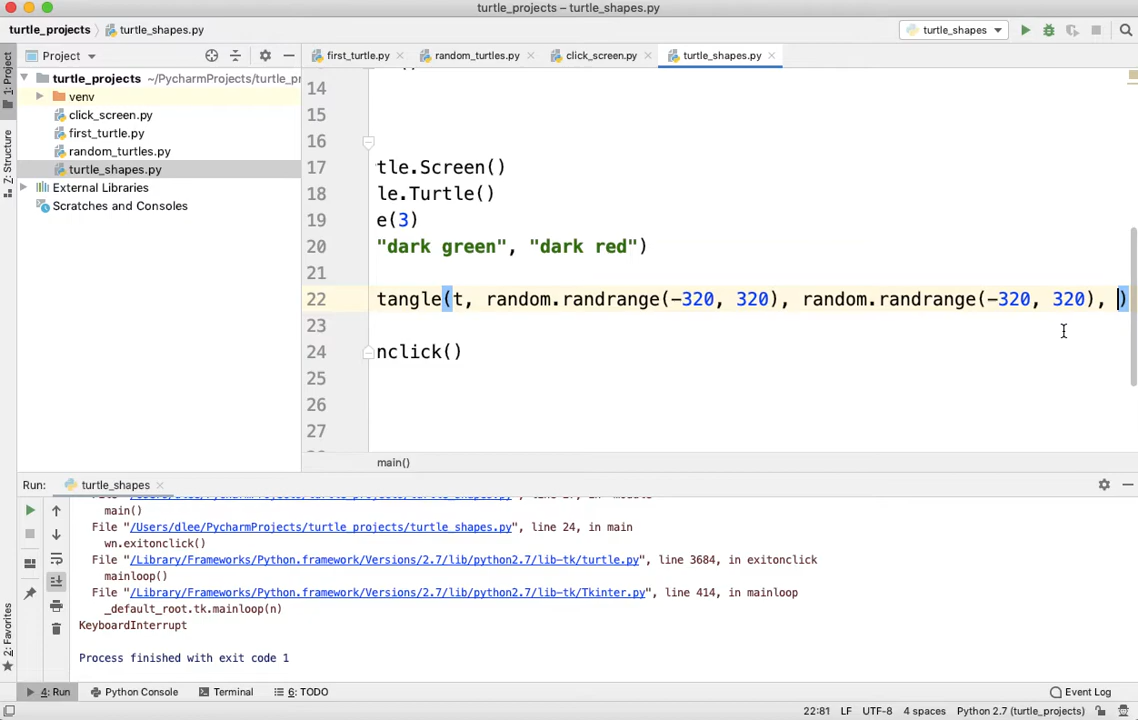 turtle_projects – turtle_shapes.py
turtle_projects turtle_shapes.py
turtle_shapes
1: Project
Project
first_turtle.py
random_turtles.py
click_screen.py
turtle_shapes.py
turtle_projects ~/PycharmProjects/turtle_pr
venv
click_screen.py
first_turtle.py
random_turtles.py
turtle_shapes.py
External Libraries
Scratches and Consoles
Z: Structure
2: Favorites
14
15
16
17 tle.Screen()
18 le.Turtle()
19 e(3)
20 "dark green", "dark red")
21
22 tangle(t, random.randrange(-320, 320), random.randrange(-320, 320), )
23
24 nclick()
25
26
27
main()
Run: turtle_shapes
main()
File "/Users/dlee/PycharmProjects/turtle_projects/turtle_shapes.py", line 24, in main
wn.exitonclick()
File "/Library/Frameworks/Python.framework/Versions/2.7/lib/python2.7/lib-tk/turtle.py", line 3684, in exitonclick
mainloop()
File "/Library/Frameworks/Python.framework/Versions/2.7/lib/python2.7/lib-tk/Tkinter.py", line 414, in mainloop
_default_root.tk.mainloop(n)
KeyboardInterrupt
Process finished with exit code 1
4: Run Python Console Terminal 6: TODO Event Log
22:81 LF UTF-8 4 spaces Python 2.7 (turtle_projects)